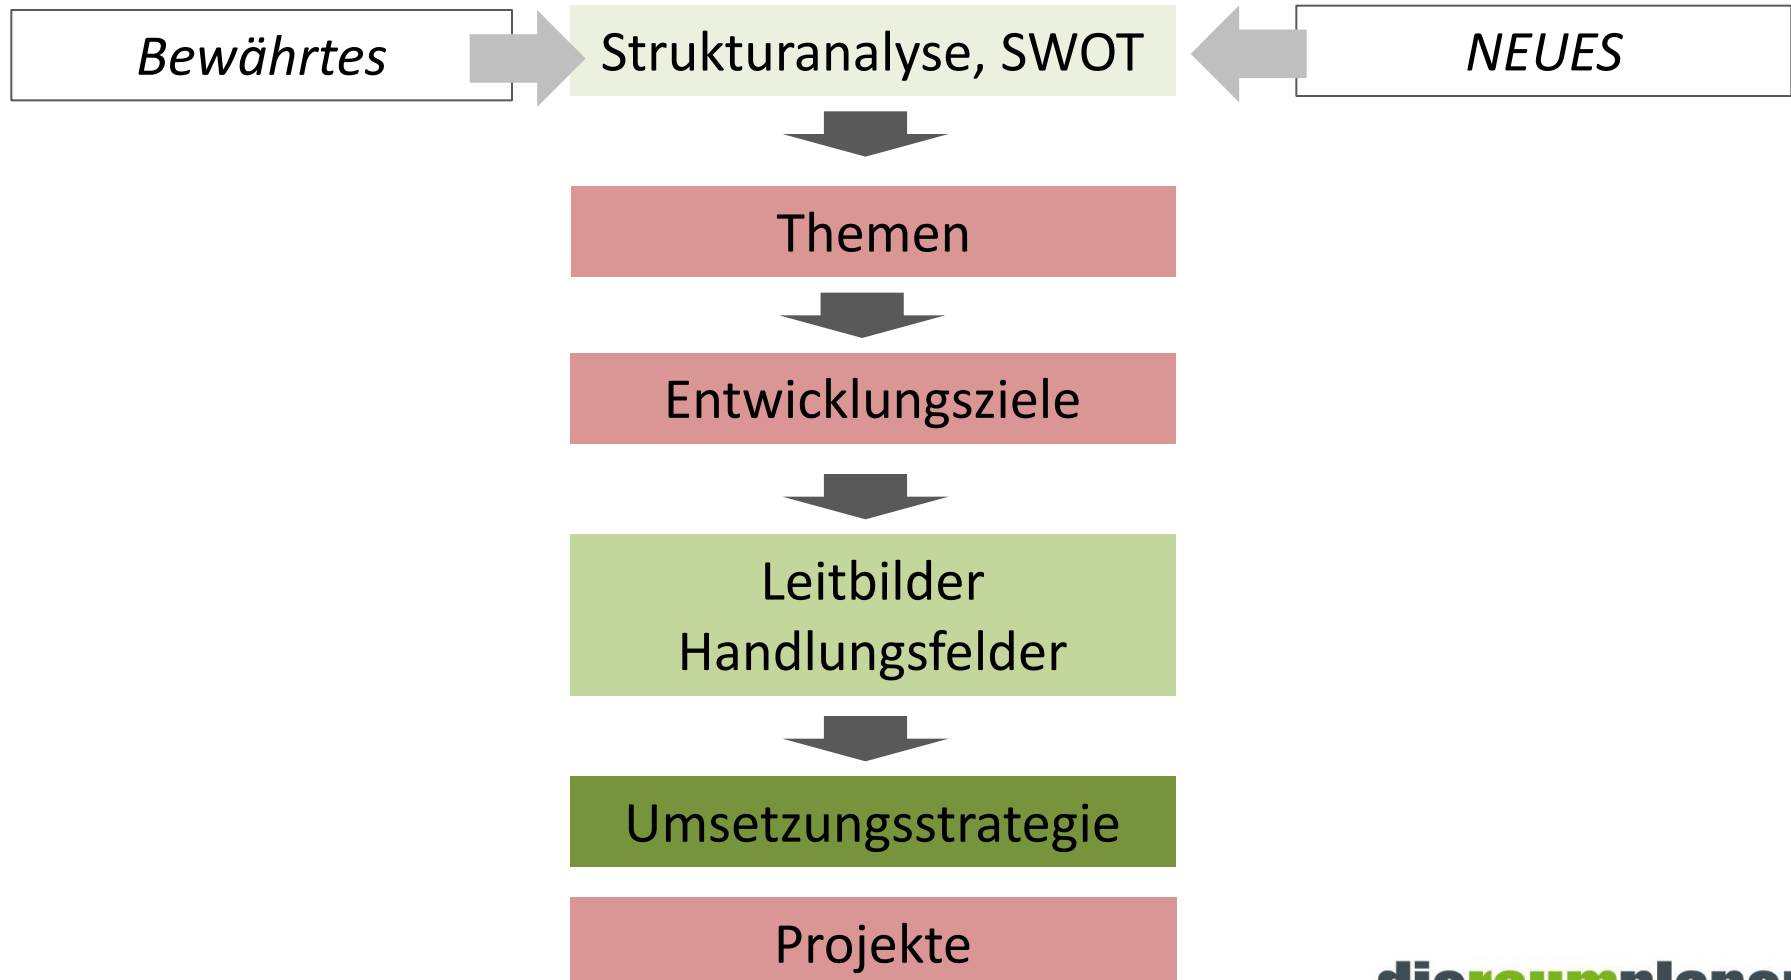 Bewährtes
Strukturanalyse, SWOT
NEUES
Themen
Entwicklungsziele
Leitbilder
Handlungsfelder
Umsetzungsstrategie
Projekte